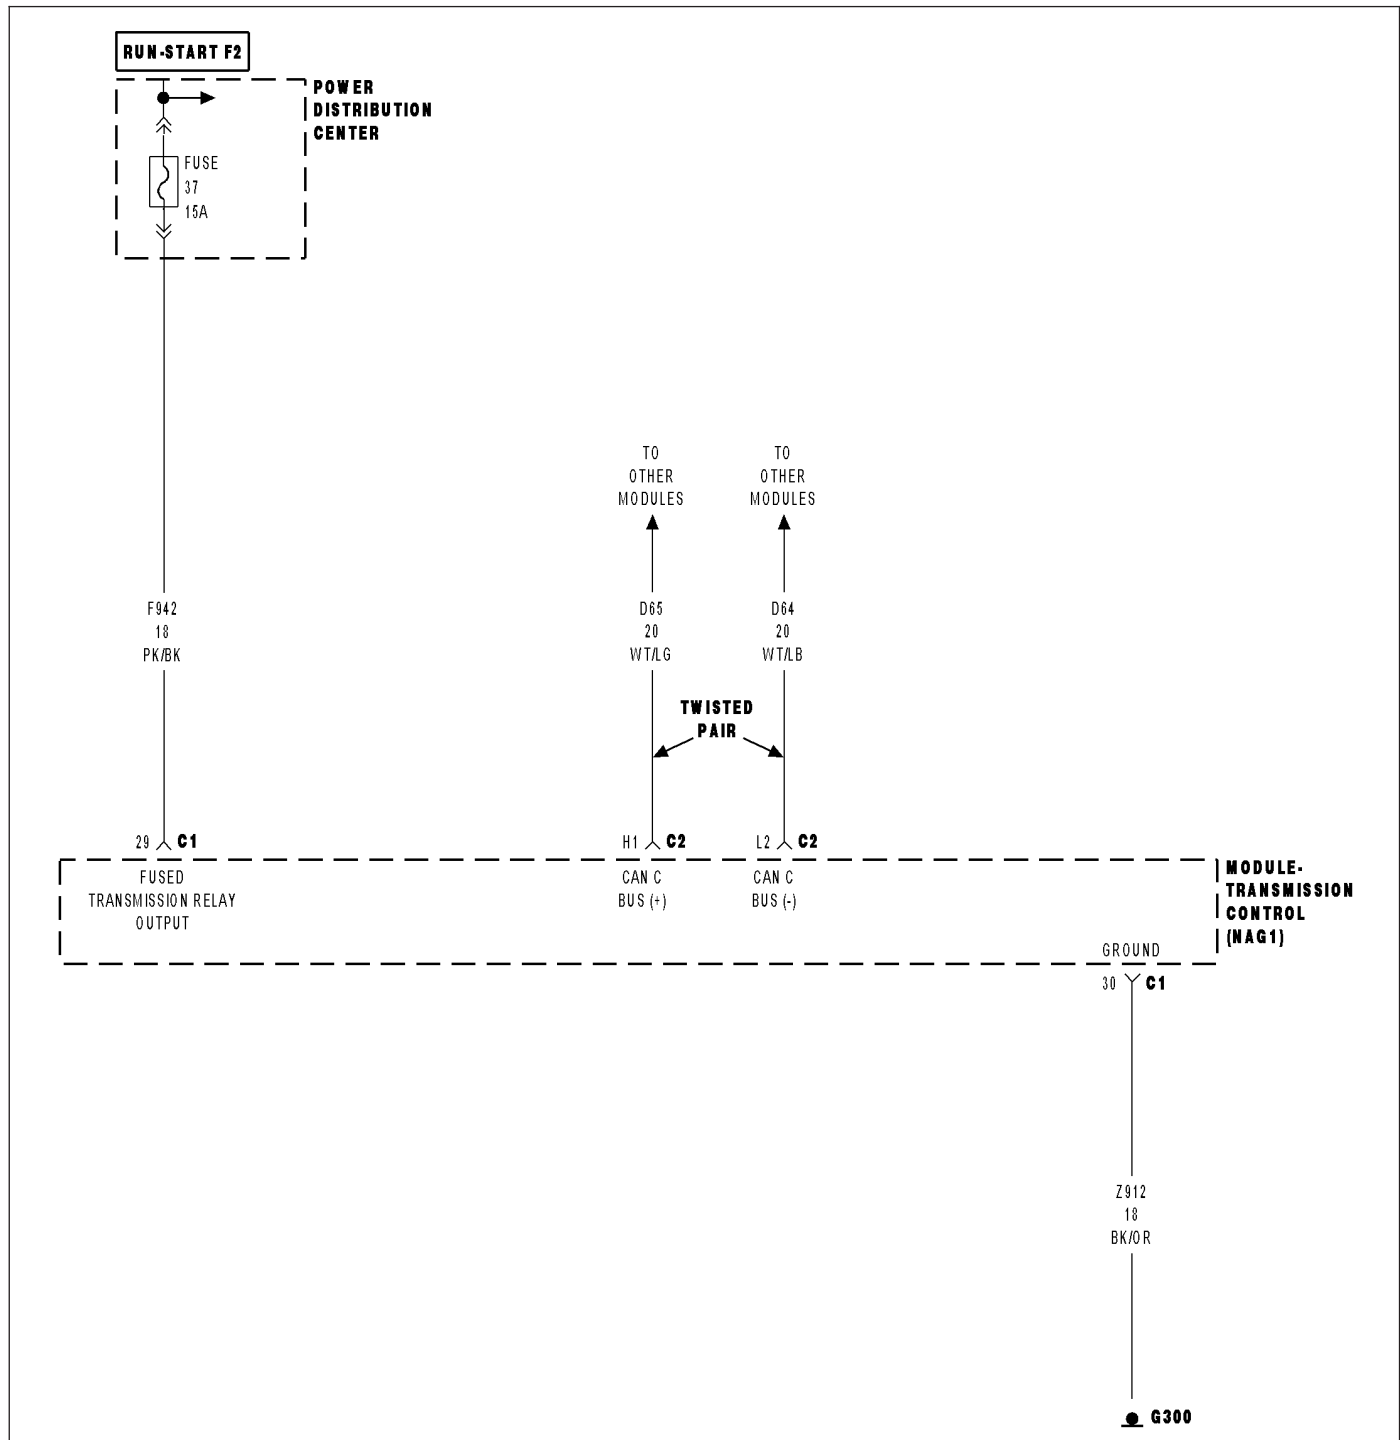 RUN-START F2
POWER
DISTRIBUTION
CENTER
FUSE
37
15A
TO
OTHER
MODULES
TO
OTHER
MODULES
F942
18
PK/BK
D65
20
WT/LG
D64
20
WT/LB
TWISTED
PAIR
29 C1
H1 C2
L2 C2
FUSED
TRANSMISSION RELAY
OUTPUT
CAN C
BUS (+)
CAN C
BUS (-)
MODULE-
TRANSMISSION
CONTROL
(NAG1)
GROUND
30 C1
Z912
18
BK/OR
G300